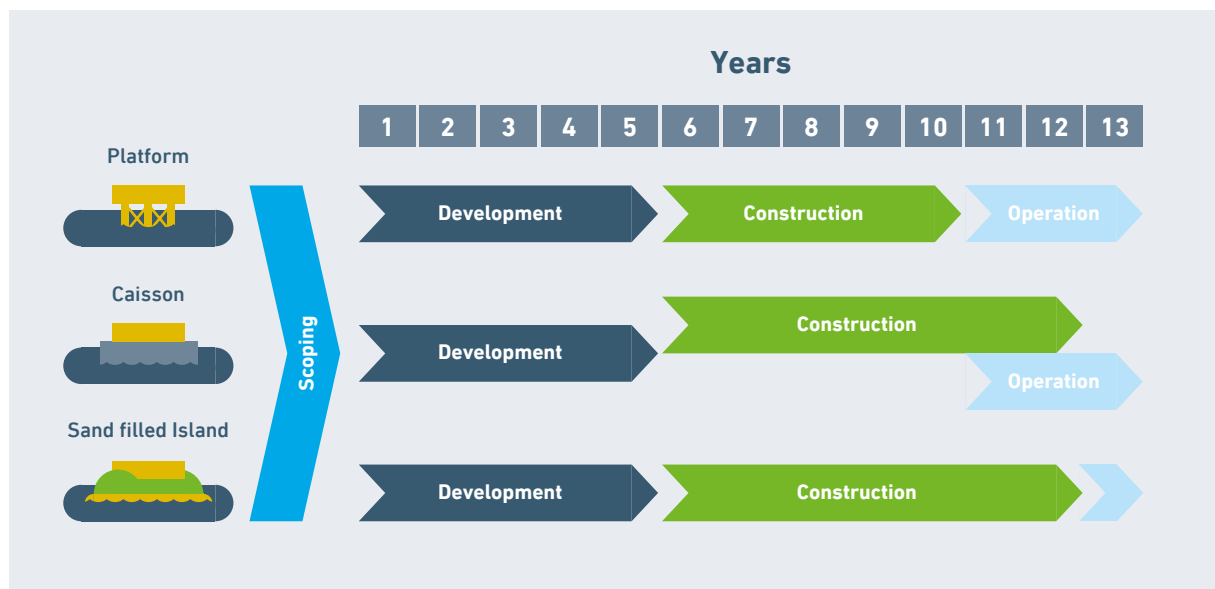 Years
1 2 3 4 5 6 7 8 9 10 11 12 13
Platform
Development Construction Operation
Caisson
Construction
Scoping
Development
Operation
Sand filled Island
Development Construction